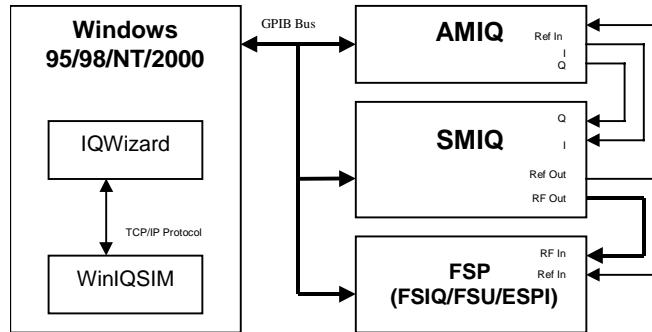 Windows
95/98/NT/2000
IQWizard
TCP/IP Protocol
WinIQSIM
GPIB Bus
AMIQ
Ref In
I
Q
SMIQ
Q
I
Ref Out
RF Out
FSP
(FSIQ/FSU/ESPI)
RF In
Ref In